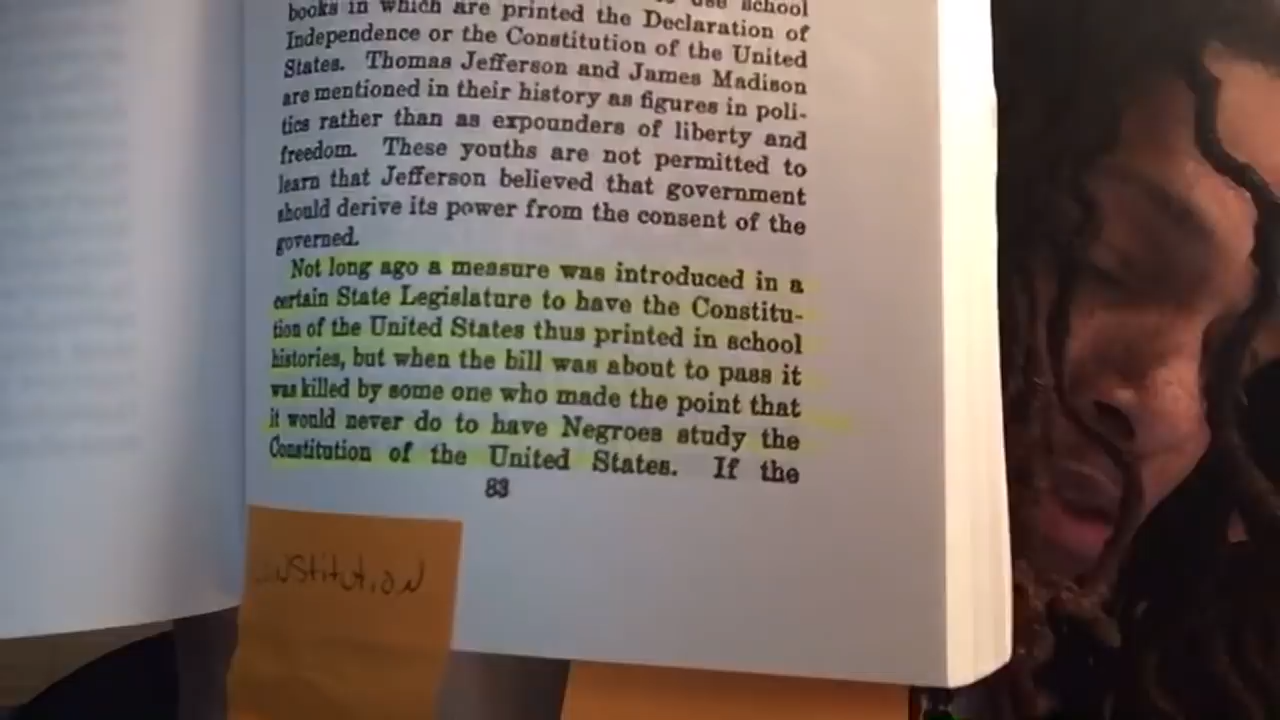 use school
books in which are printed the Declaration of
Independence or the Constitution of the United
States. Thomas Jefferson and James Madison
are mentioned in their history as figures in poli-
tics rather than as expounders of liberty and
freedom. These youths are not permitted to
learn that Jefferson believed that government
should derive its power from the consent of the
governed.
Not long ago a measure was introduced in a
certain State Legislature to have the Constitu-
tion of the United States thus printed in school
histories, but when the bill was about to pass it
was killed by some one who made the point that
it would never do to have Negroes study the
Constitution of the United States. If the
83